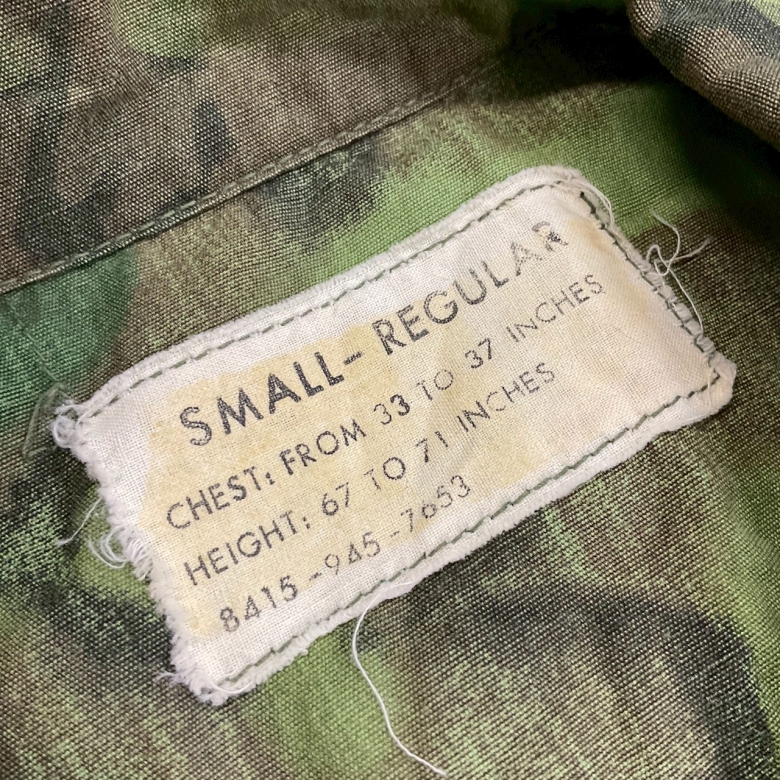 SMALL- REGULAR
CHEST: FROM 33 TO 37 INCHES
HEIGHT: 67 TO 71 INCHES
8415-945-7653